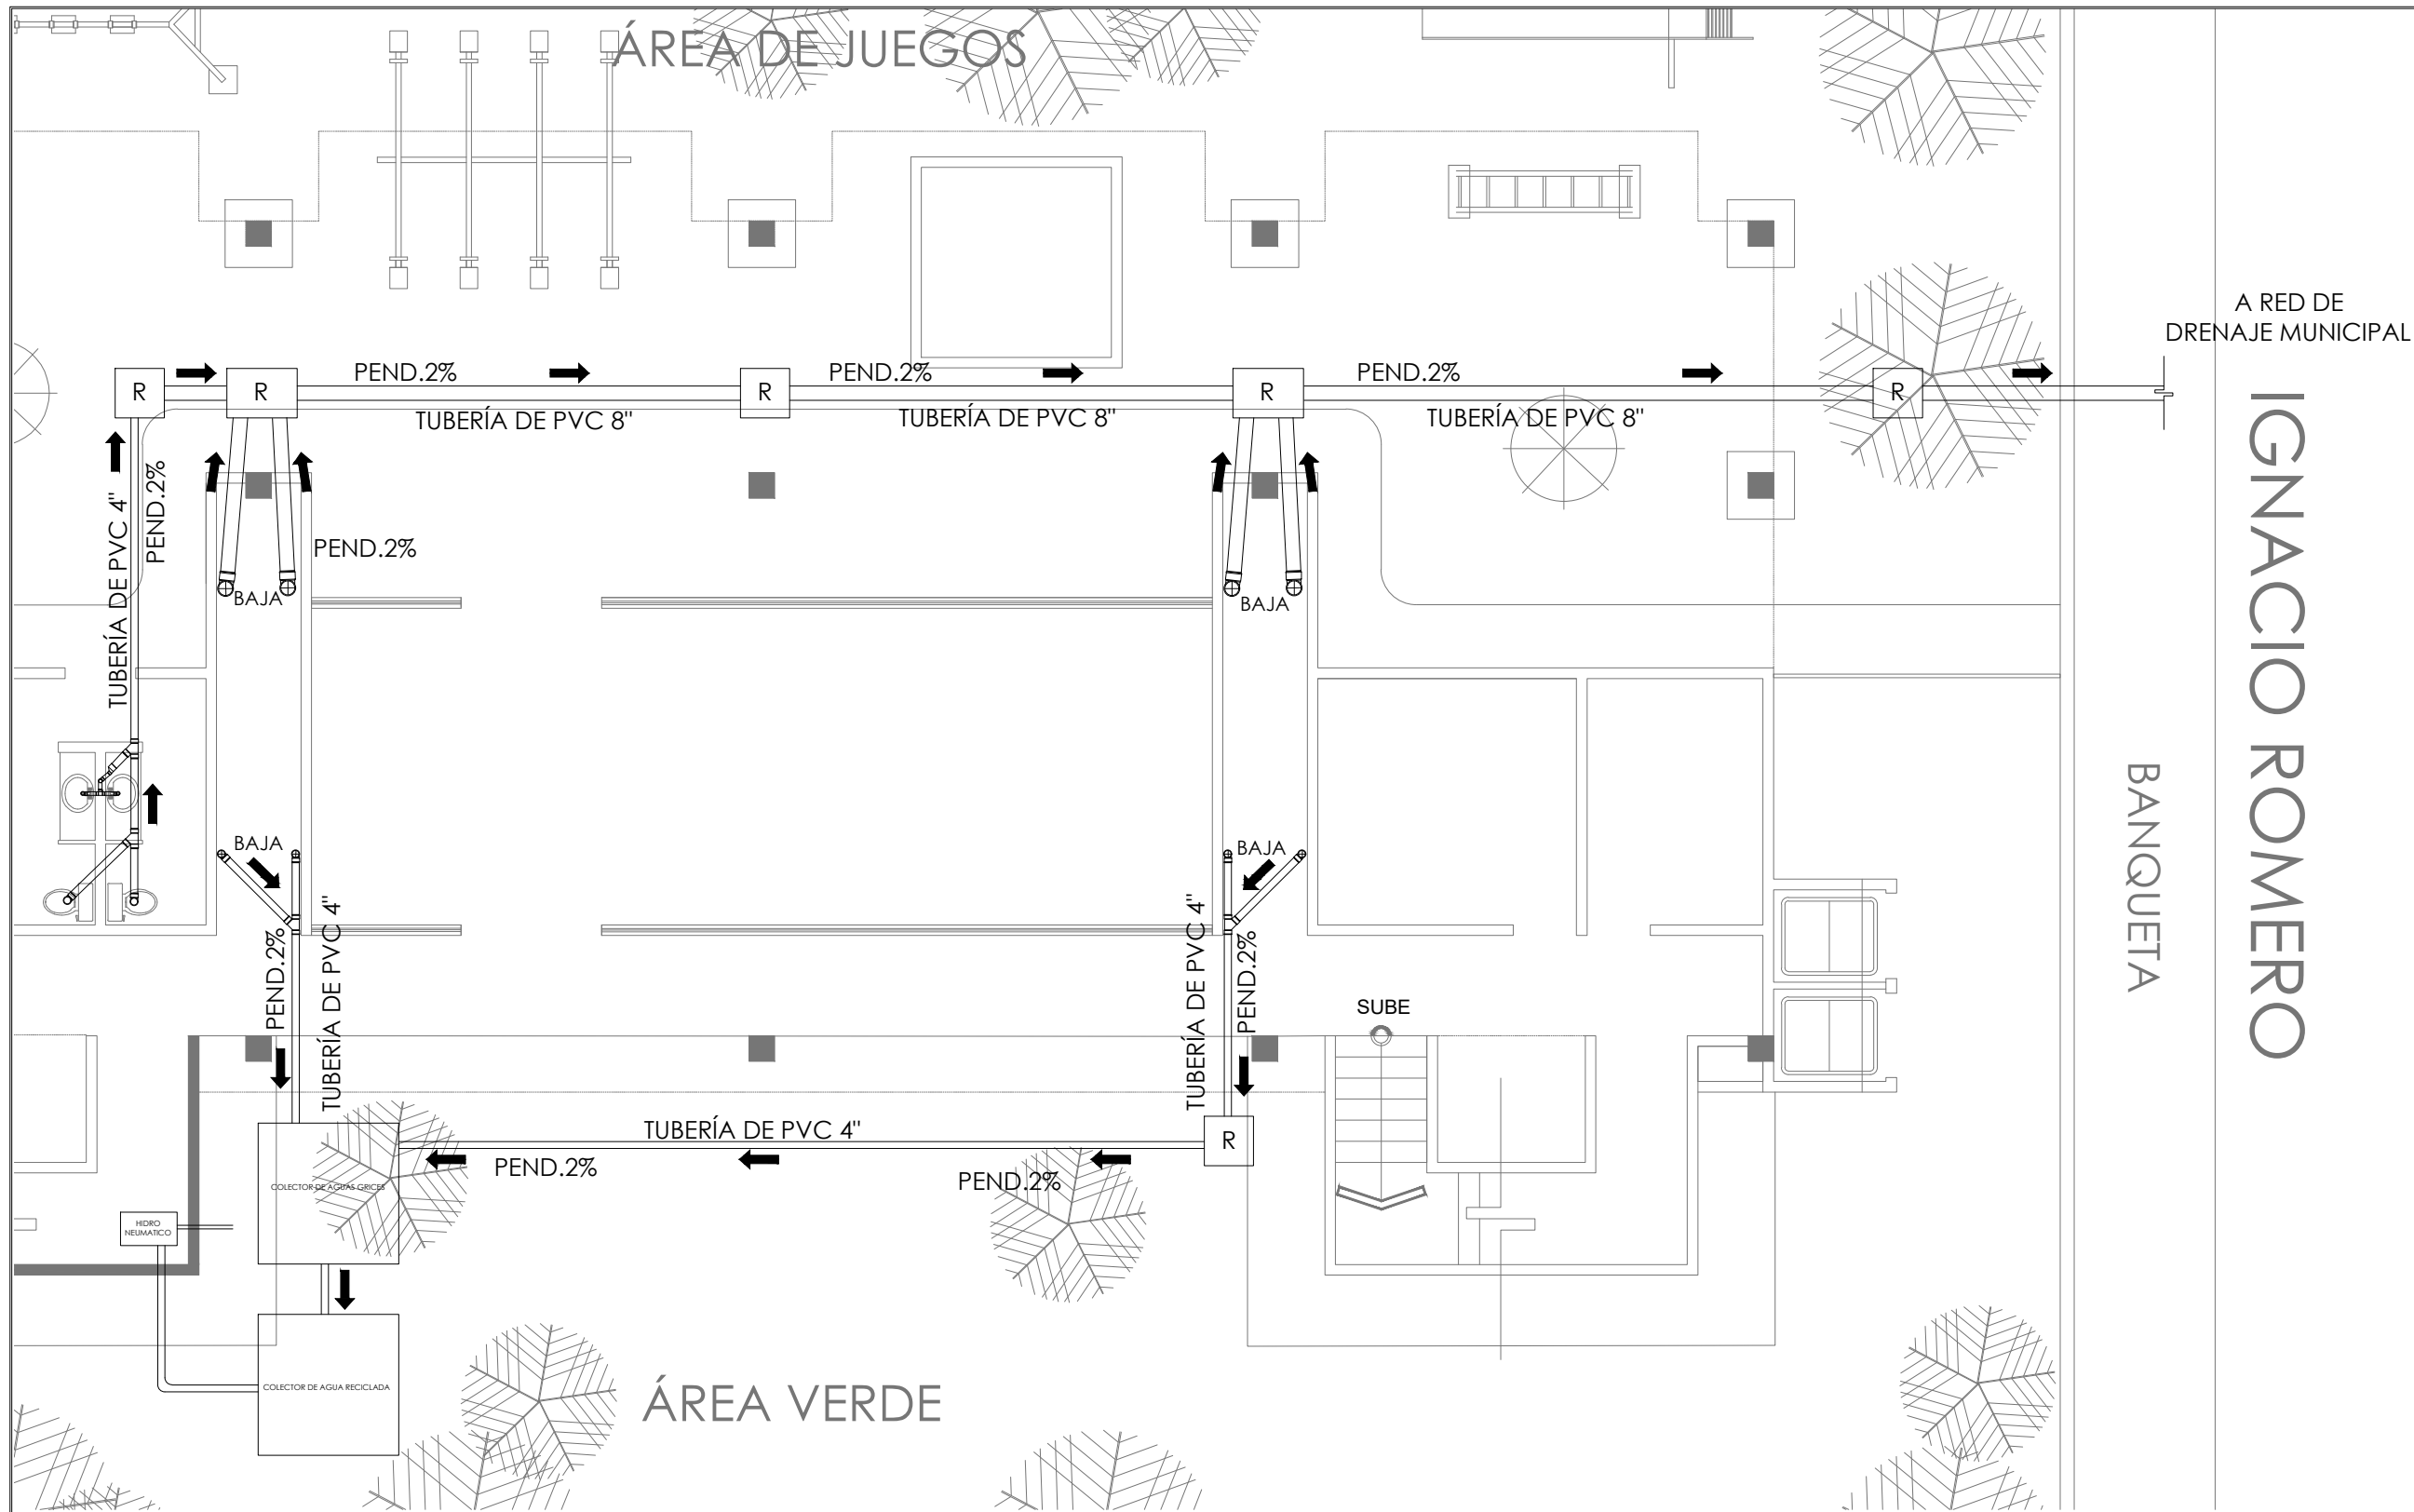 ÁREA DE JUEGOS
A RED DE
DRENAJE MUNICIPAL
PEND.2%
PEND.2%
PEND.2%
R
R
R
R
R
TUBERÍA DE PVC 8"
TUBERÍA DE PVC 8"
TUBERÍA DE PVC 8"
TUBERÍA DE PVC 4"
PEND.2%
PEND.2%
BAJA
BAJA
IGNACIO ROMERO
BANQUETA
BAJA
BAJA
PEND.2%
TUBERÍA DE PVC 4"
TUBERÍA DE PVC 4"
PEND.2%
SUBE
TUBERÍA DE PVC 4"
R
PEND.2%
PEND.2%
COLECTOR DE AGUAS GRICES
HIDRO
NEUMATICO
COLECTOR DE AGUA RECICLADA
ÁREA VERDE